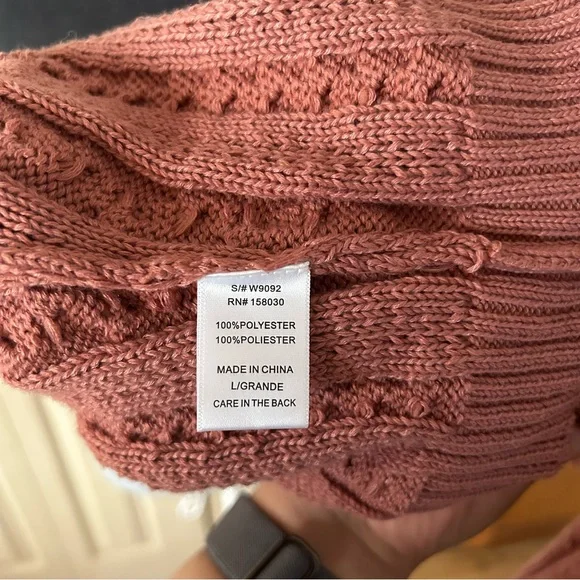 S/# W9092
RN# 158030
100%POLYESTER
100%POLIESTER
MADE IN CHINA
L/GRANDE
CARE IN THE BACK